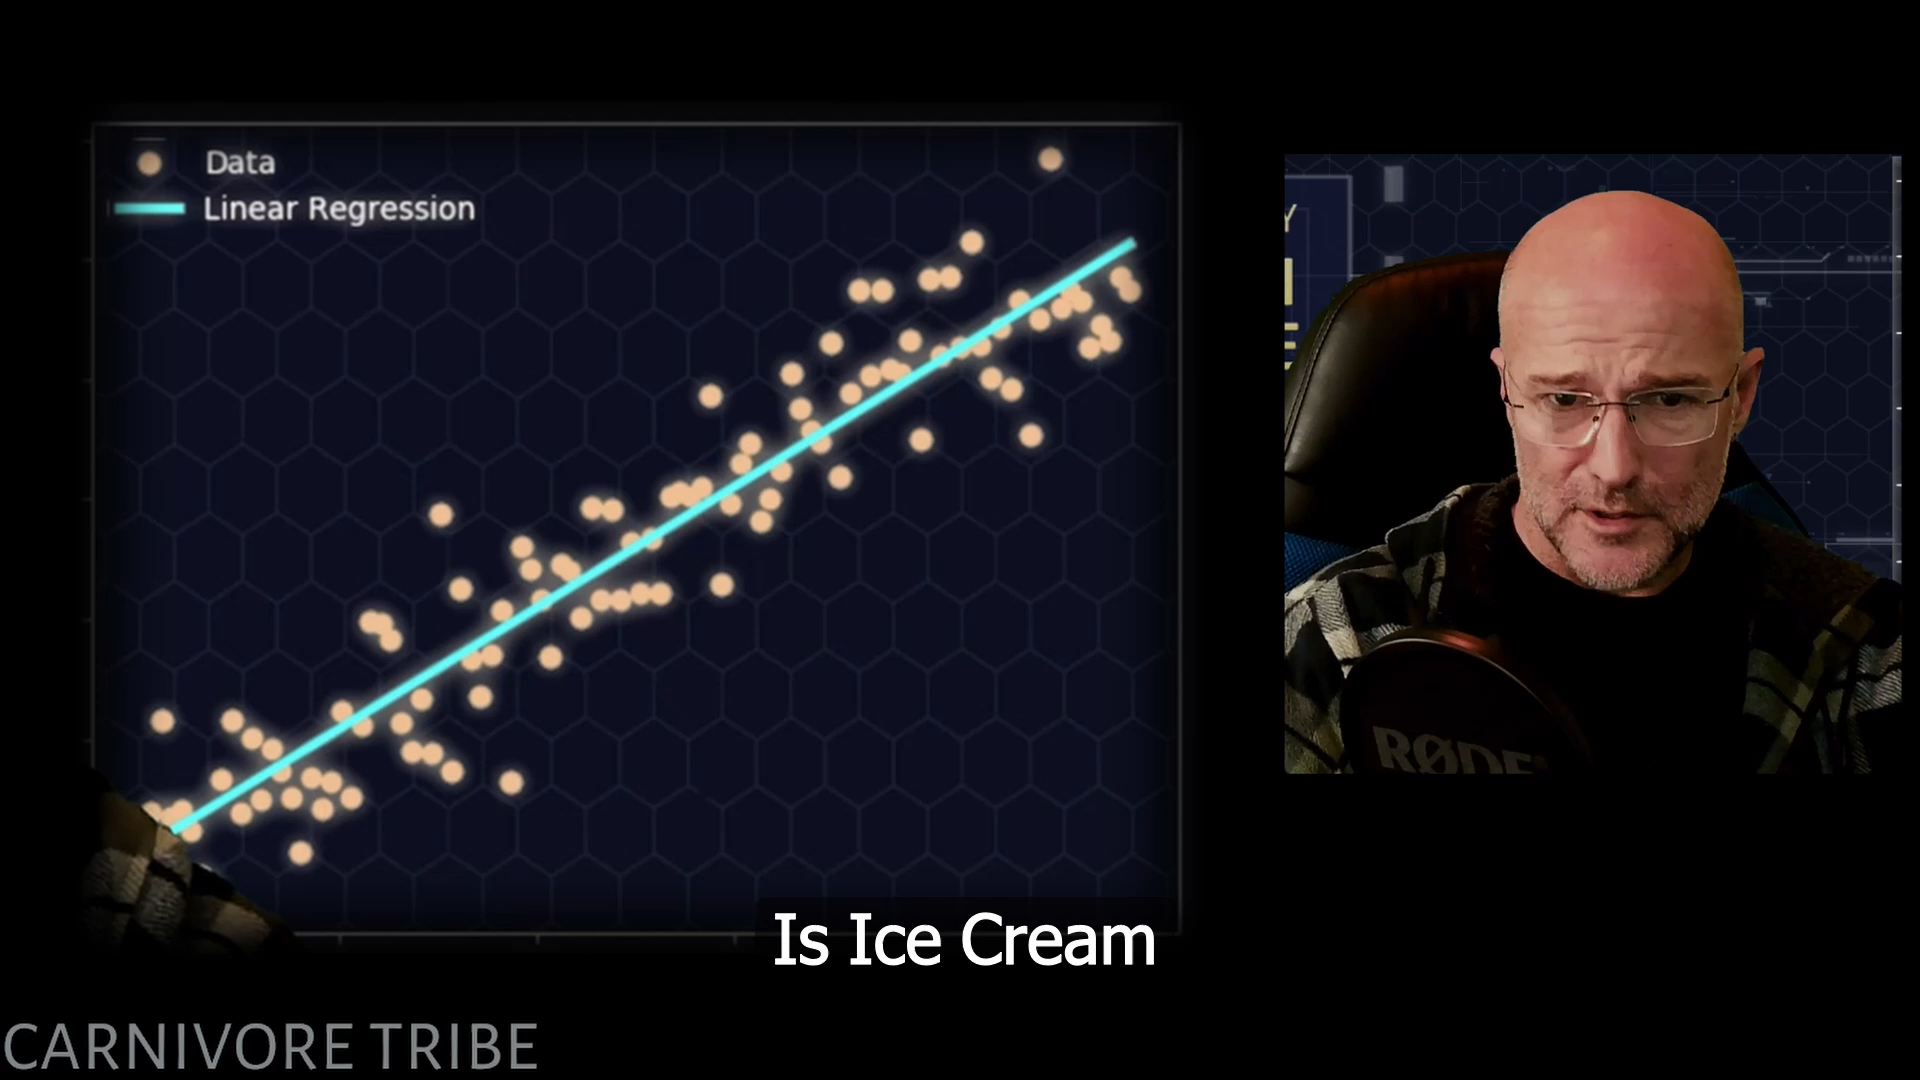 Data
Linear Regression
Y
RØDE
Is Ice Cream
CARNIVORE TRIBE